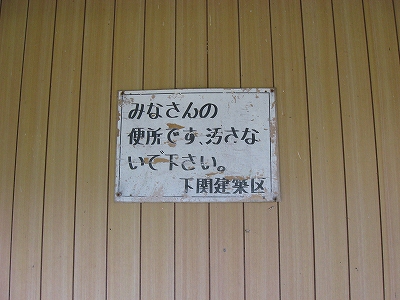 みなさんの
便所です、汚さな
いで下さい。
下関建築区